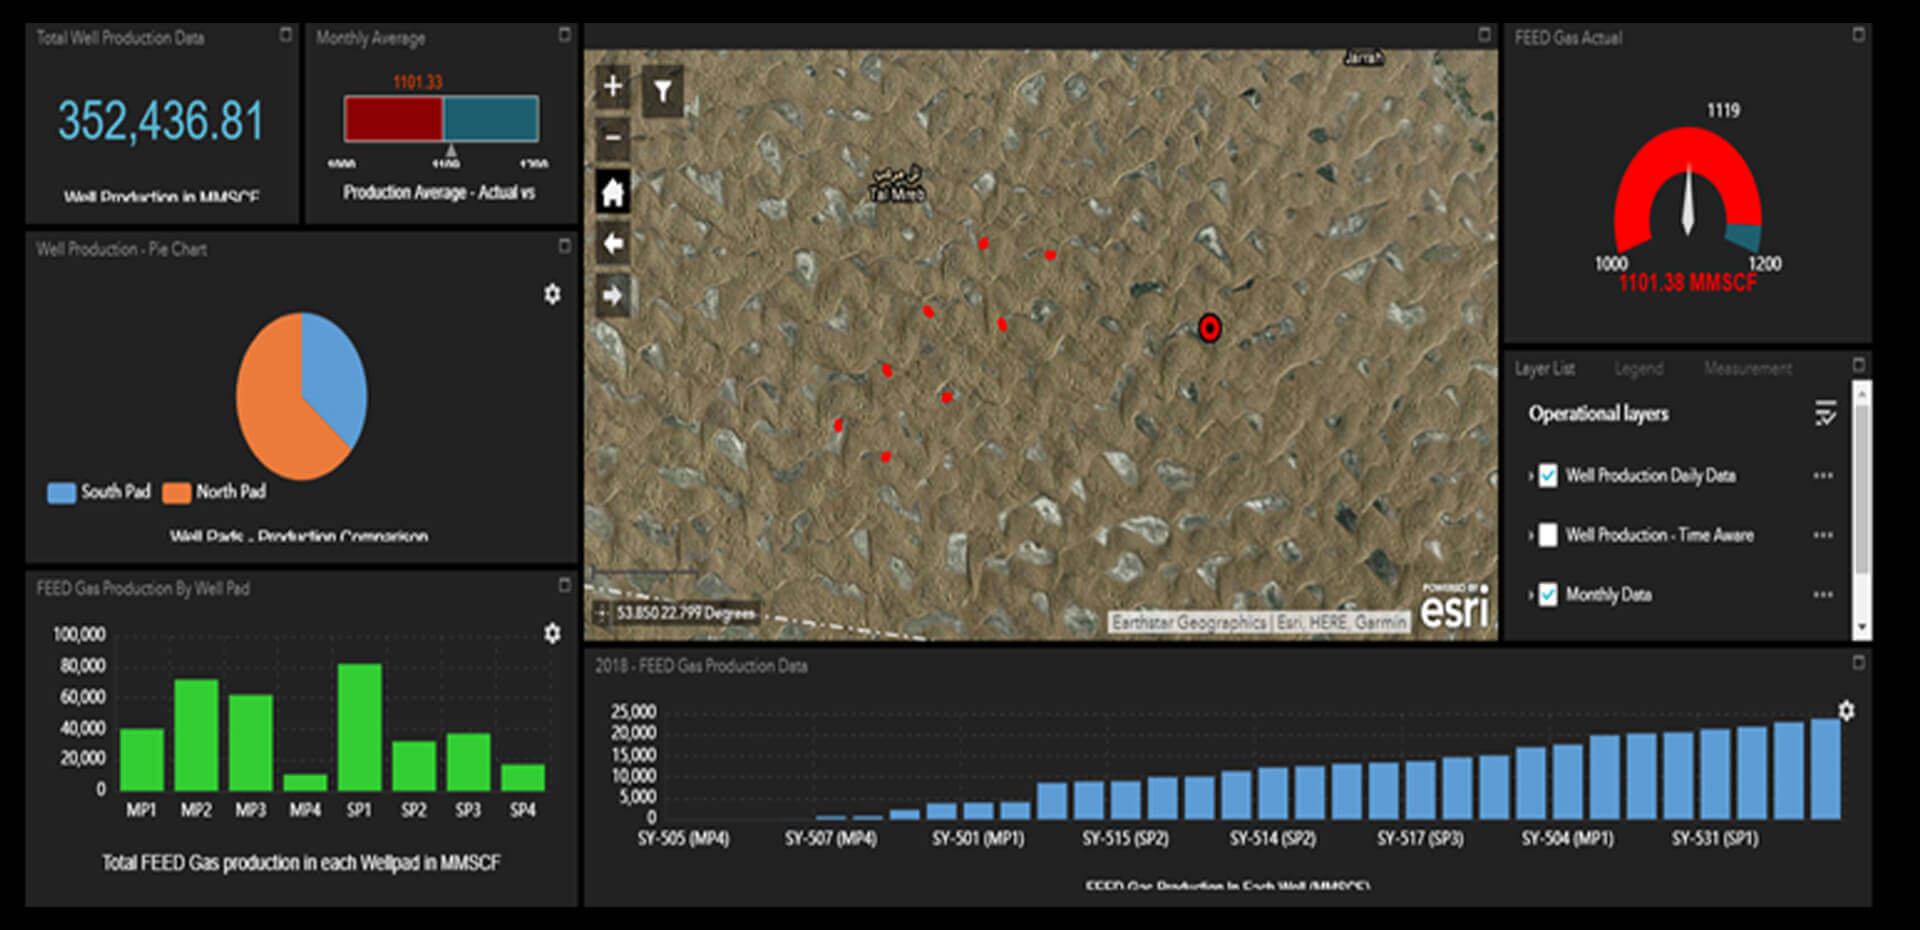 Total Well Production Data
352,436.81
Well Production in MMSCF
Monthly Average
1101.33
1000 1100 1200
Production Average - Actual vs
Well Production - Pie Chart
South Pad North Pad
Well Pads - Production Comparison
FEED Gas Production By Well Pad
100,000
80,000
60,000
40,000
20,000
0
MP1 MP2 MP3 MP4 SP1 SP2 SP3 SP4
Total FEED Gas production in each Wellpad in MMSCF
Jarrah
Tal Mireb
53.850 22.799 Degrees
Earthstar Geographics | Esri, HERE, Garmin
POWERED BY
esri
FEED Gas Actual
1119
1000 1200
1101.38 MMSCF
Layer List Legend Measurement
Operational layers
Well Production Daily Data
Well Production - Time Aware
Monthly Data
2018 - FEED Gas Production Data
25,000
20,000
15,000
10,000
5,000
0
SY-505 (MP4) SY-507 (MP4) SY-501 (MP1) SY-515 (SP2) SY-514 (SP2) SY-517 (SP3) SY-504 (MP1) SY-531 (SP1)
FEED Gas Production In Each Well (MMSCF)